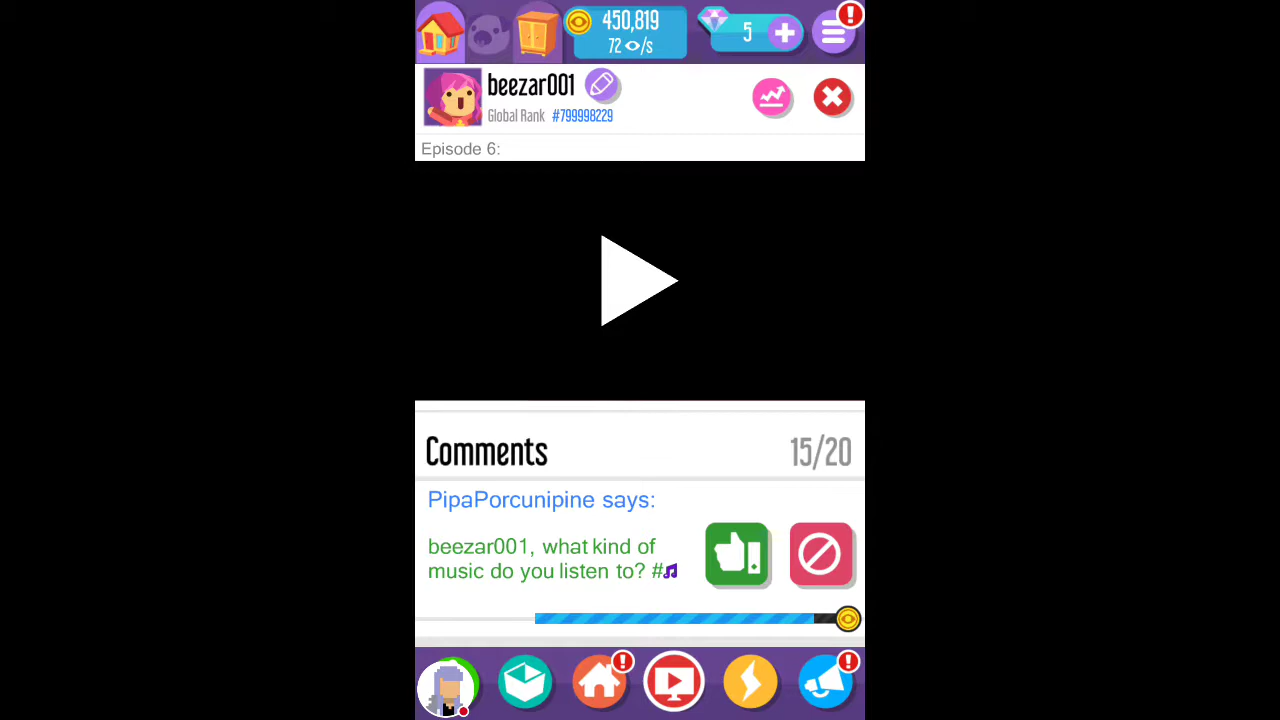 450,819
72 /s
5
beezar001
Global Rank #799998229
Episode 6:
Comments 15/20
PipaPorcunipine says:
beezar001, what kind of
music do you listen to? #🎵